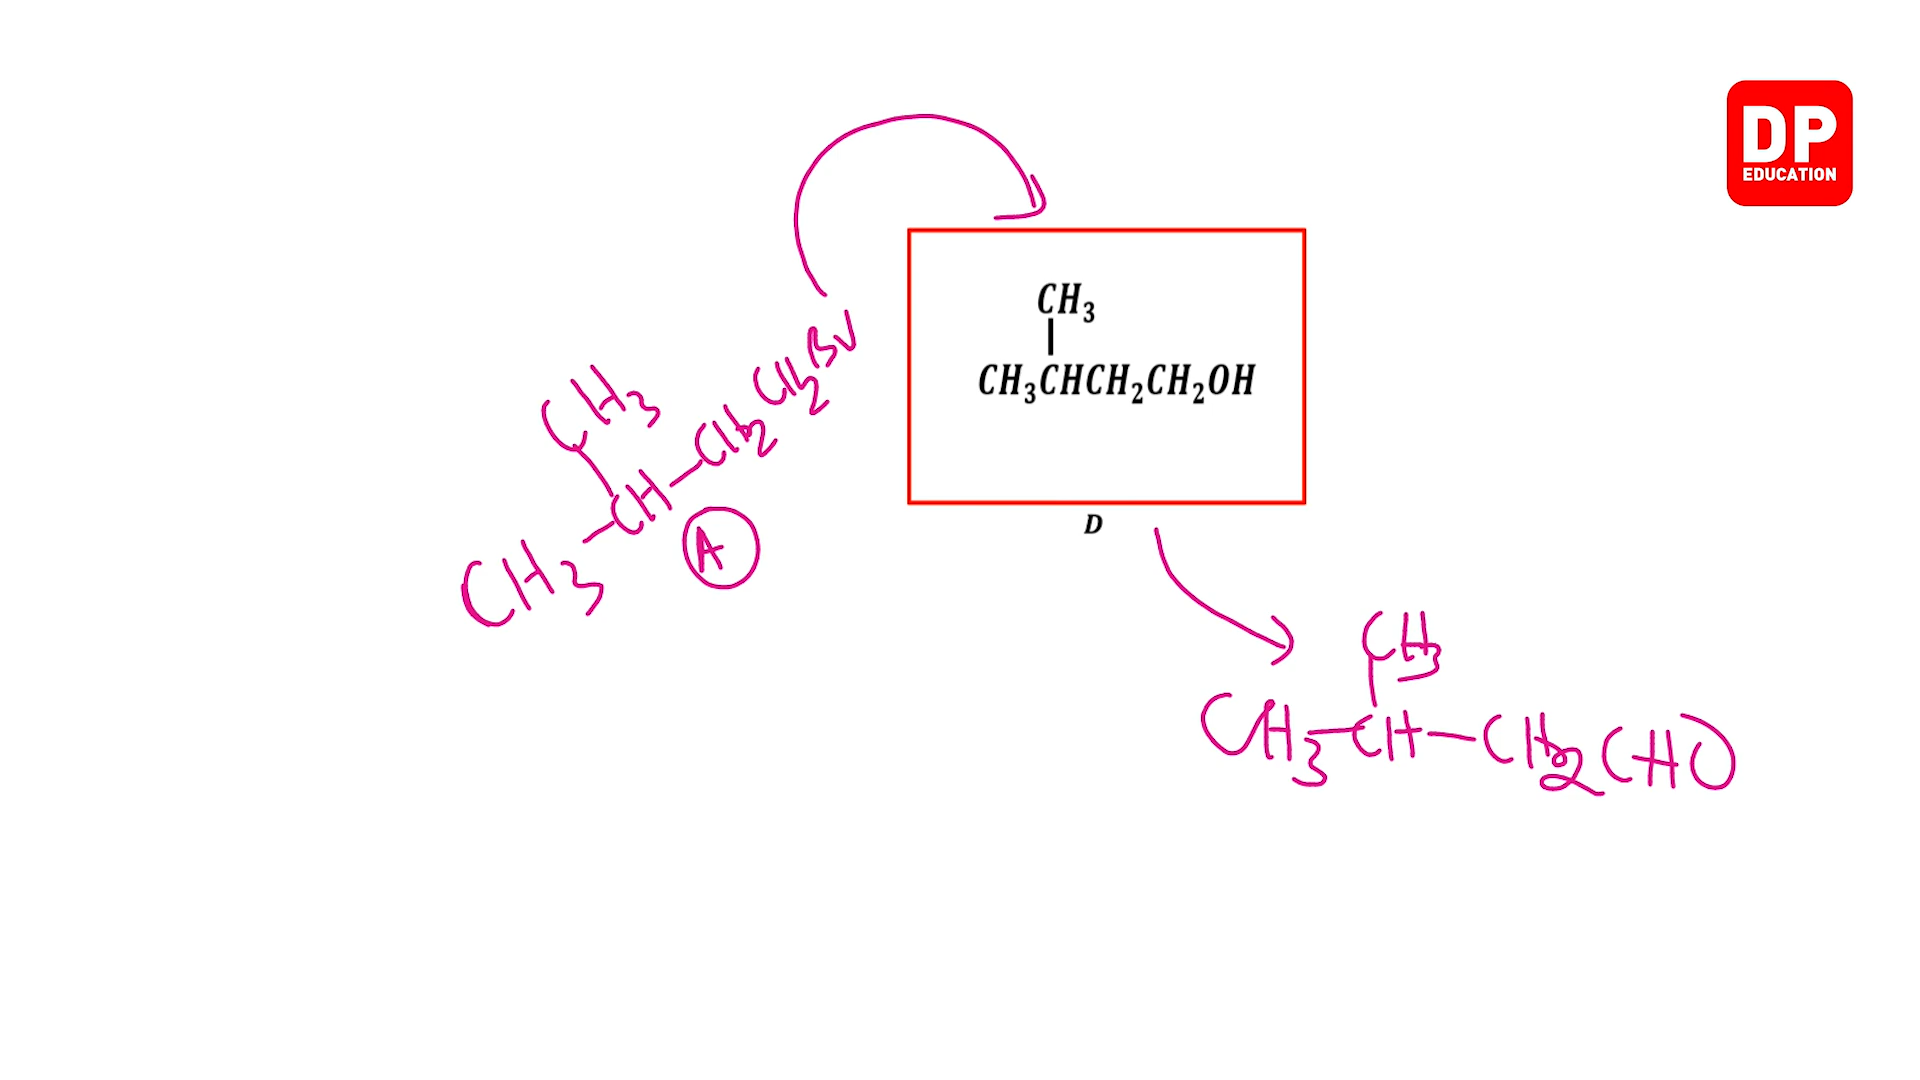 DP
EDUCATION
CH₃
CH₃CHCH₂CH₂OH
D
CH₃
CH₃-CH-CH₂CH₂Br
A
CH₃
CH₃-CH-CH₂CHO